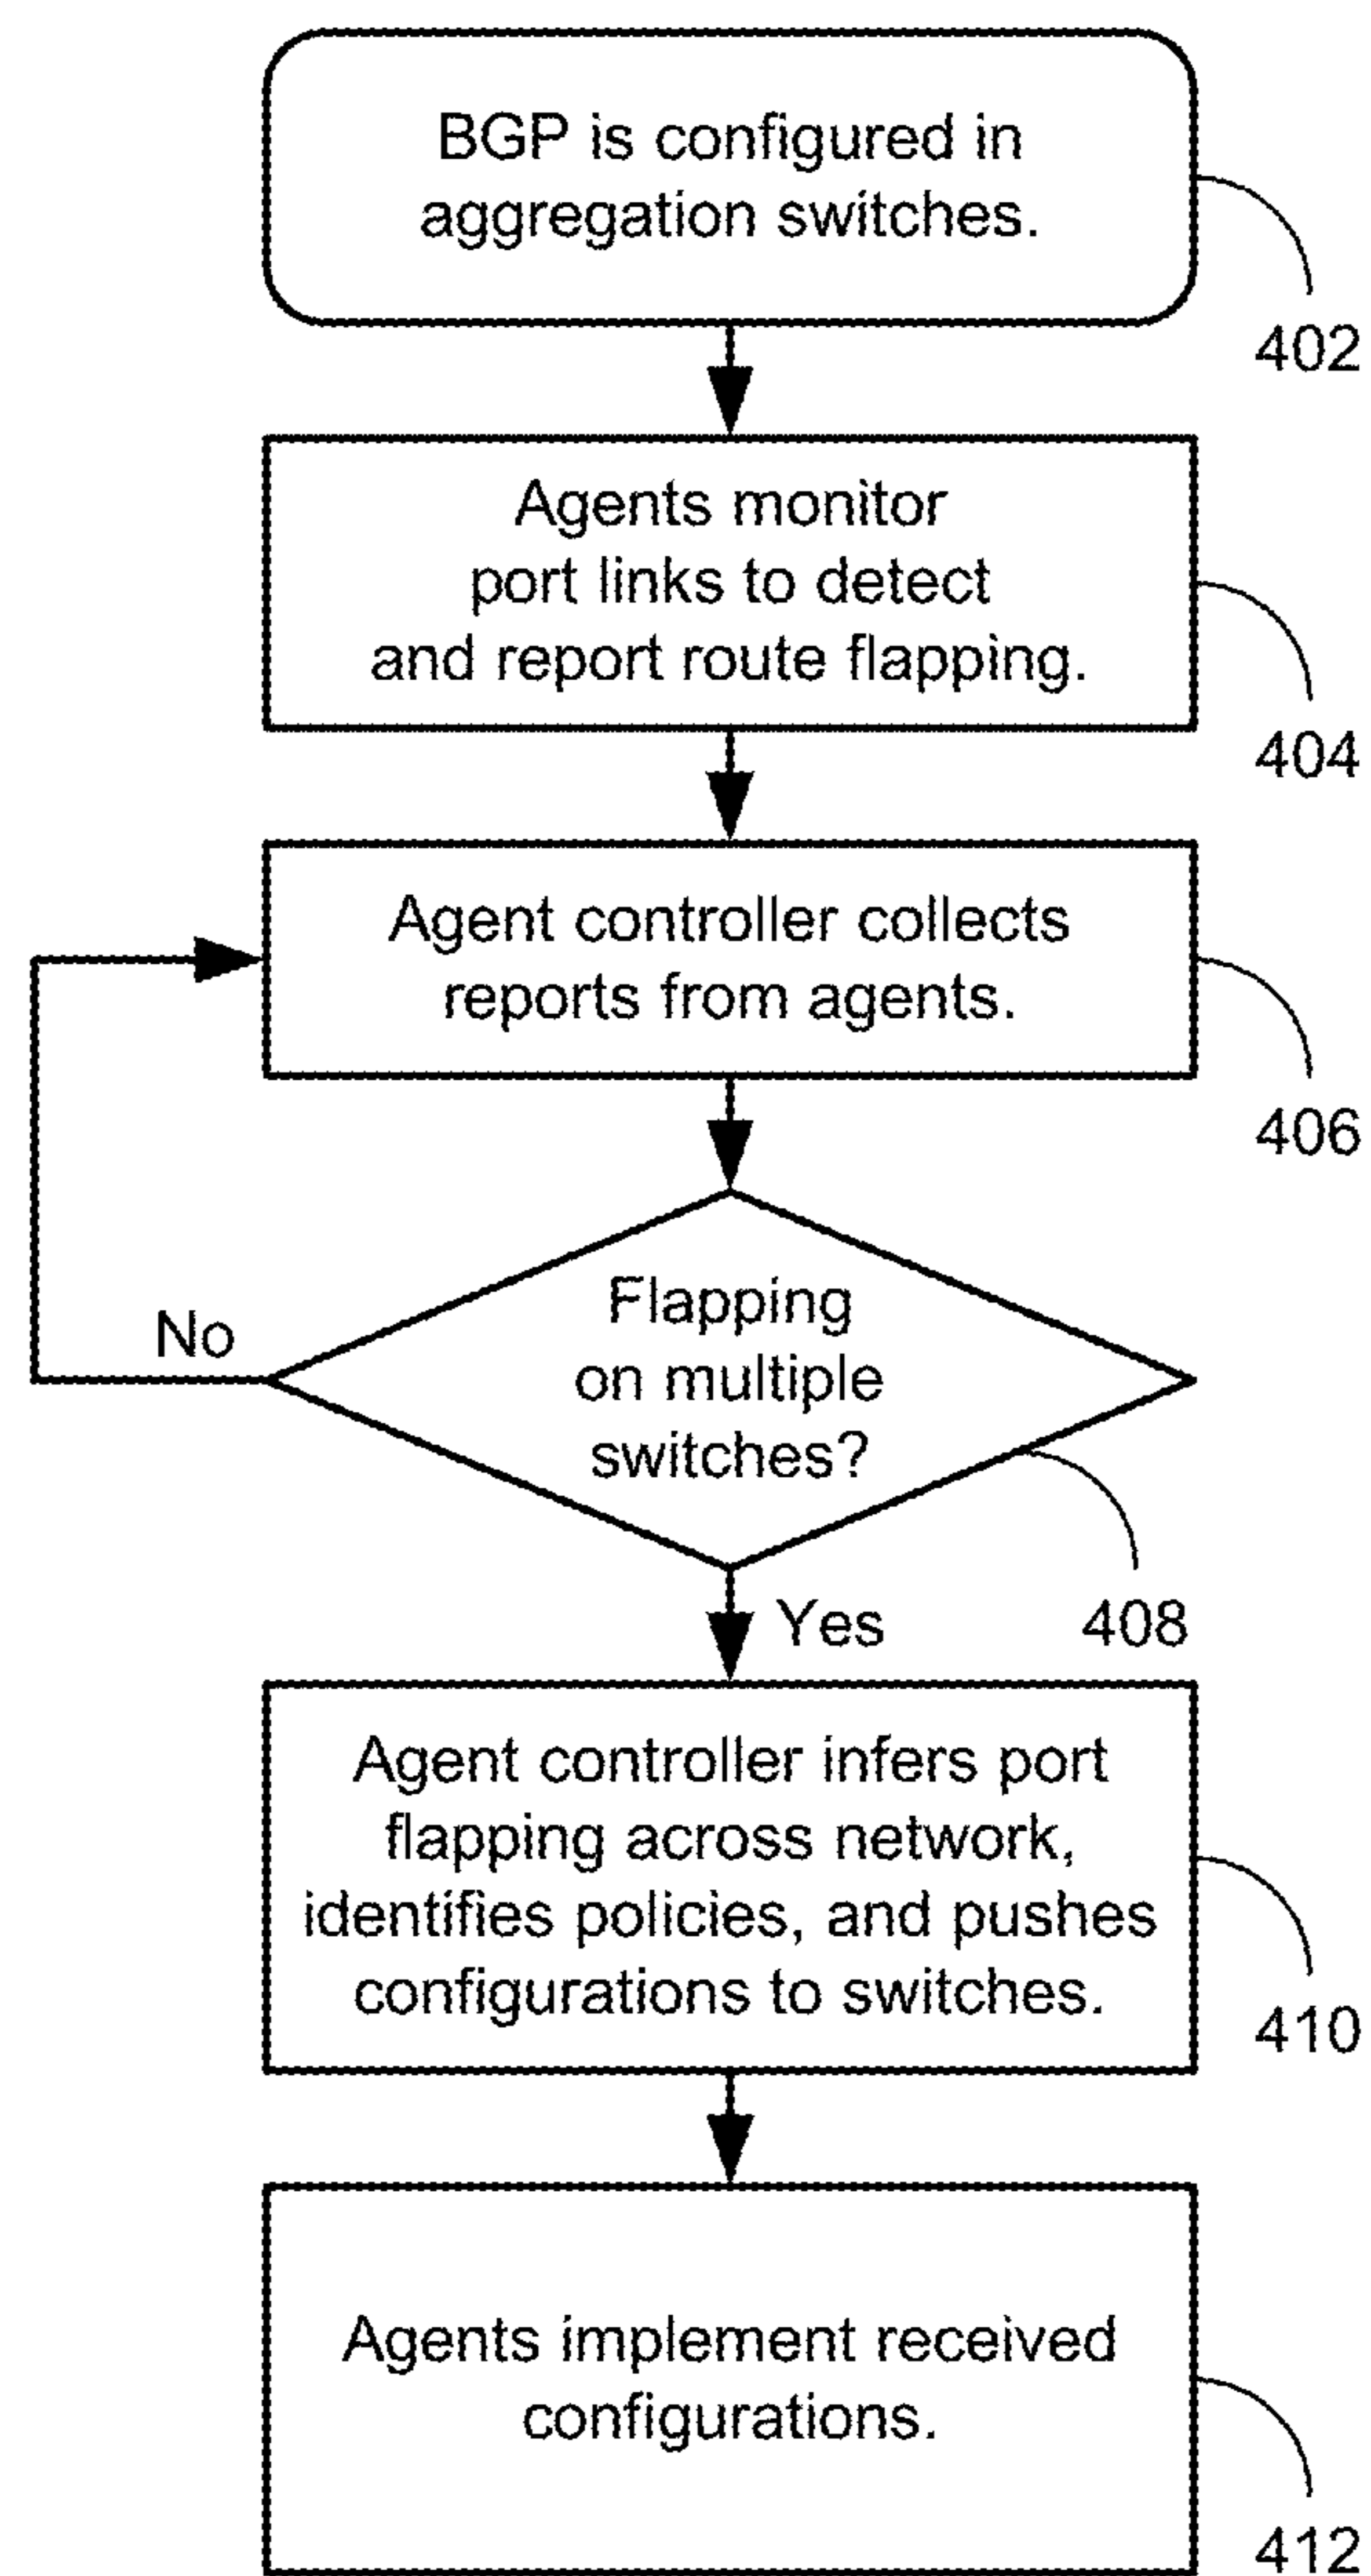 BGP is configured in
aggregation switches.
402
Agents monitor
port links to detect
and report route flapping.
404
Agent controller collects
reports from agents.
406
Flapping
on multiple
switches?
No
Yes
408
Agent controller infers port
flapping across network,
identifies policies, and pushes
configurations to switches.
410
Agents implement received
configurations.
412